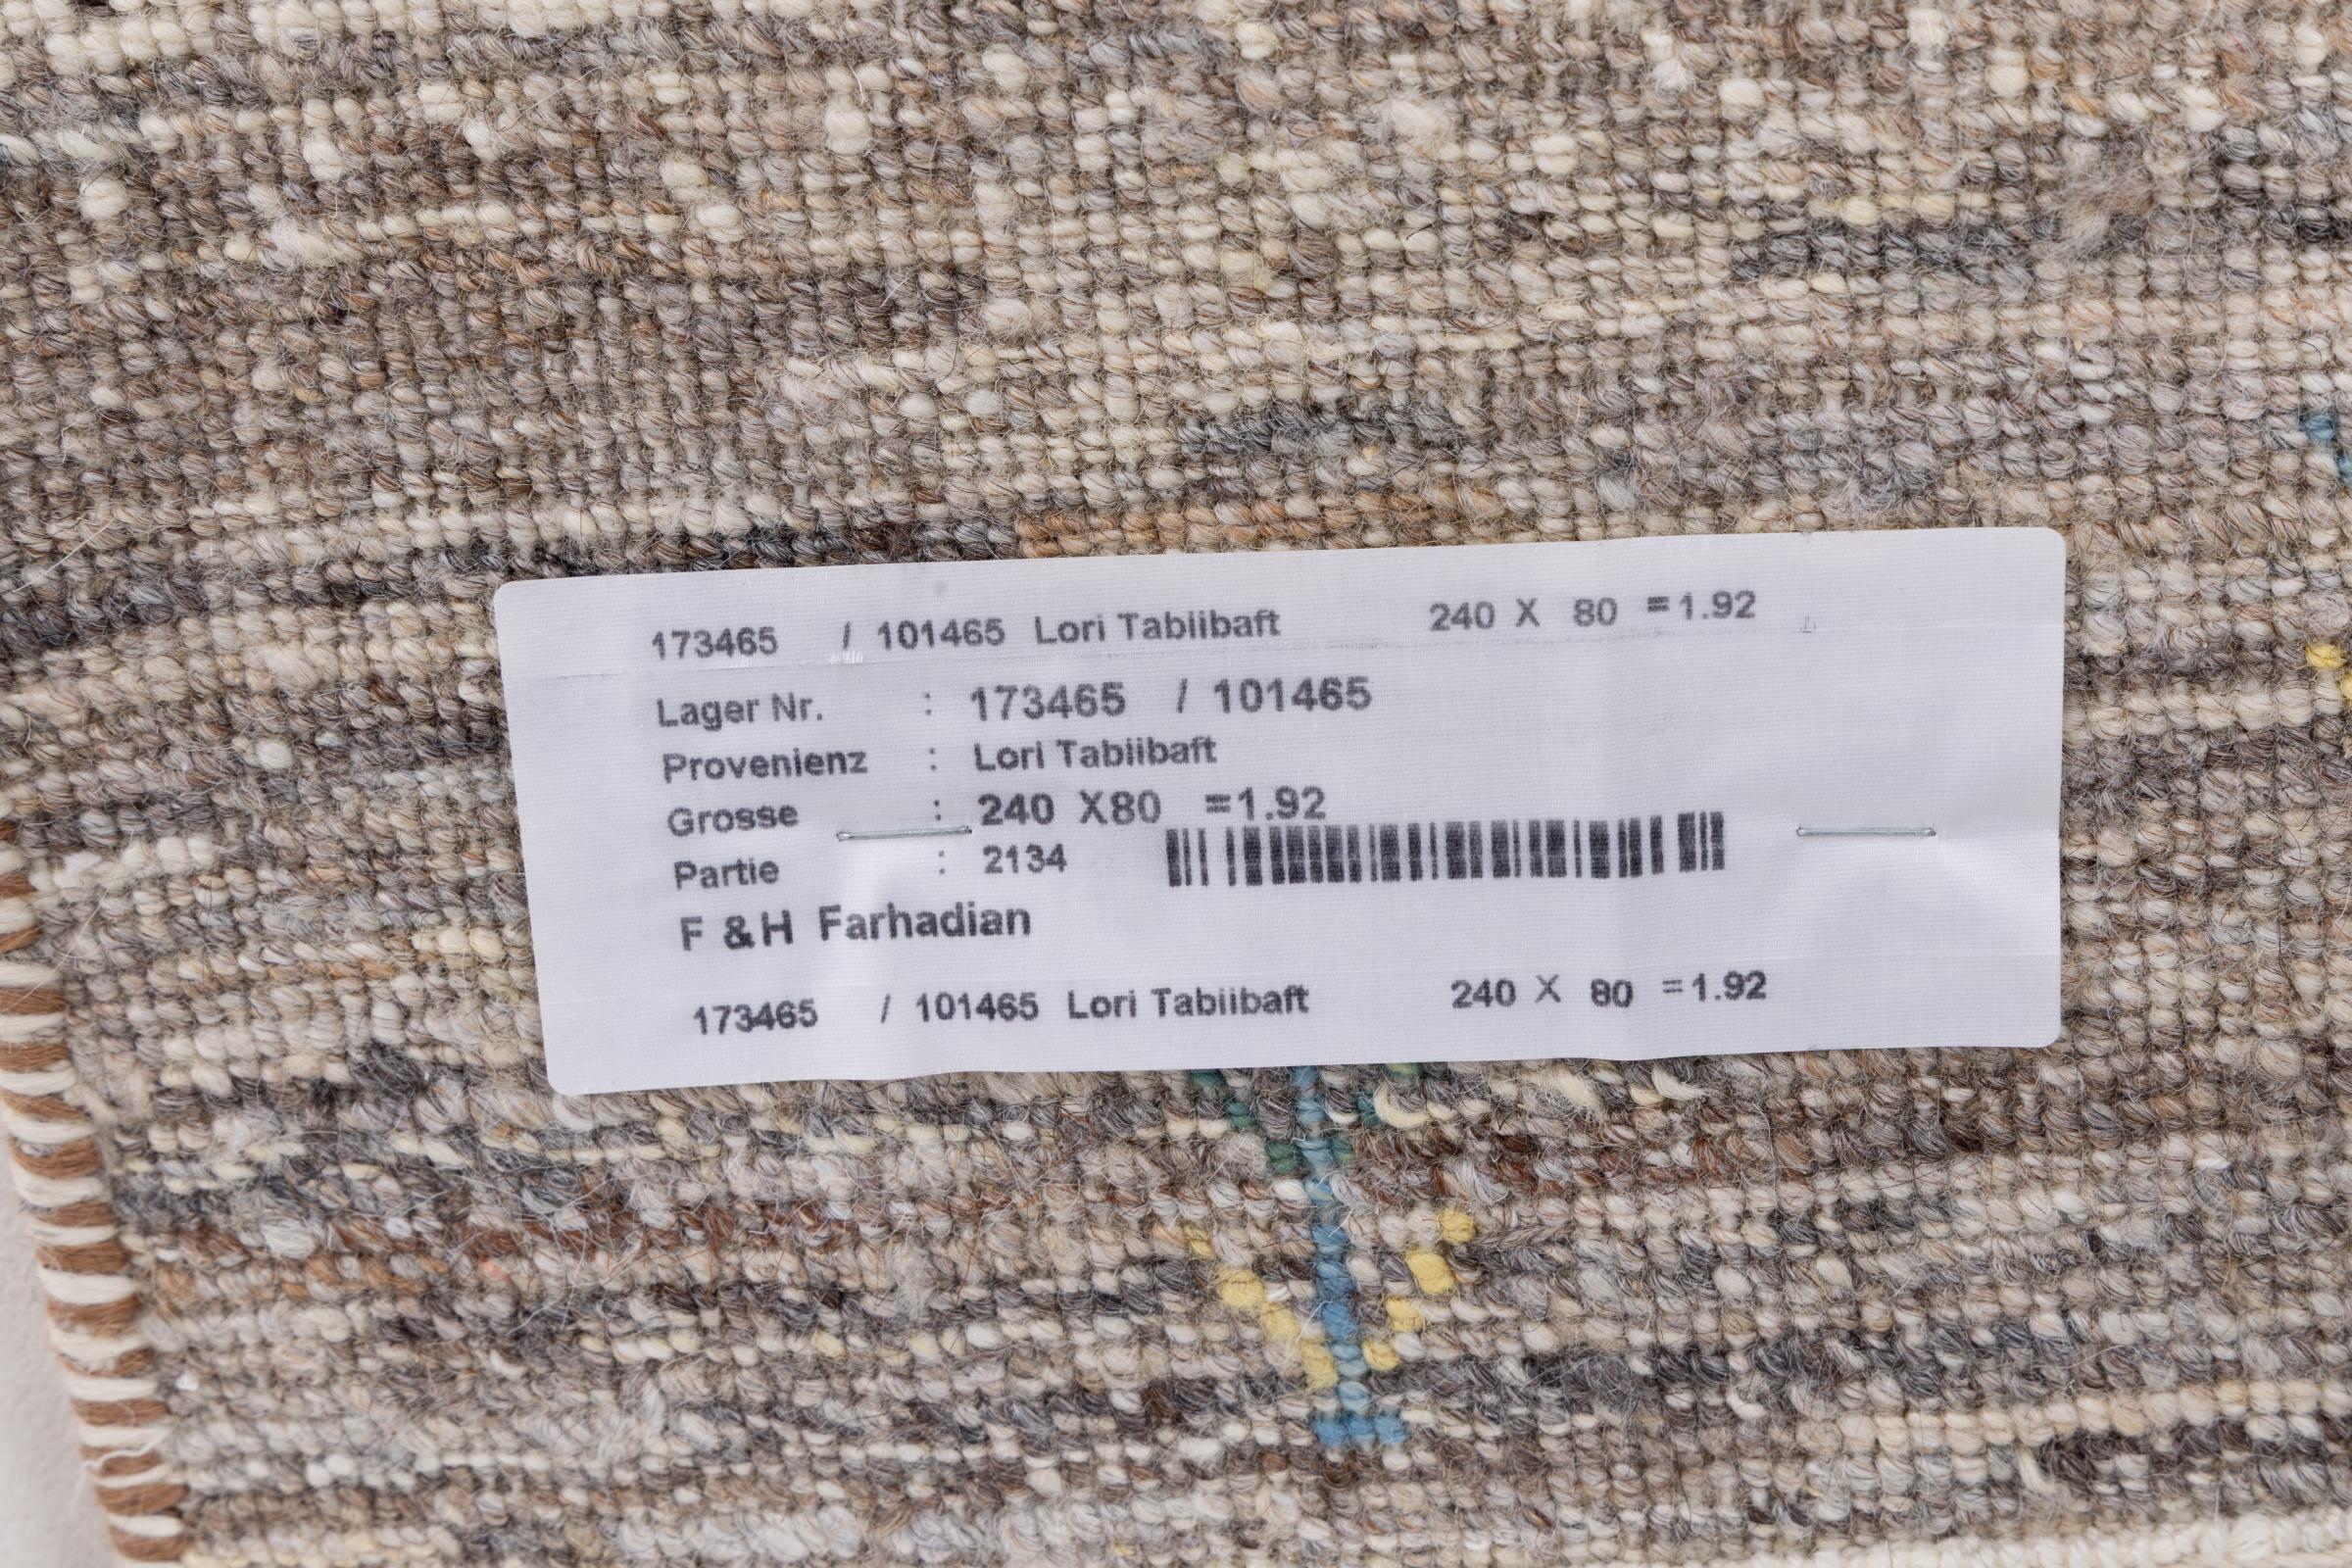 173465 / 101465 Lori Tabiibaft 240 X 80 =1.92
Lager Nr. : 173465 / 101465
Provenienz : Lori Tabiibaft
Grosse : 240 X80 =1.92
Partie : 2134
F &H Farhadian
173465 / 101465 Lori Tabiibaft 240 X 80 =1.92